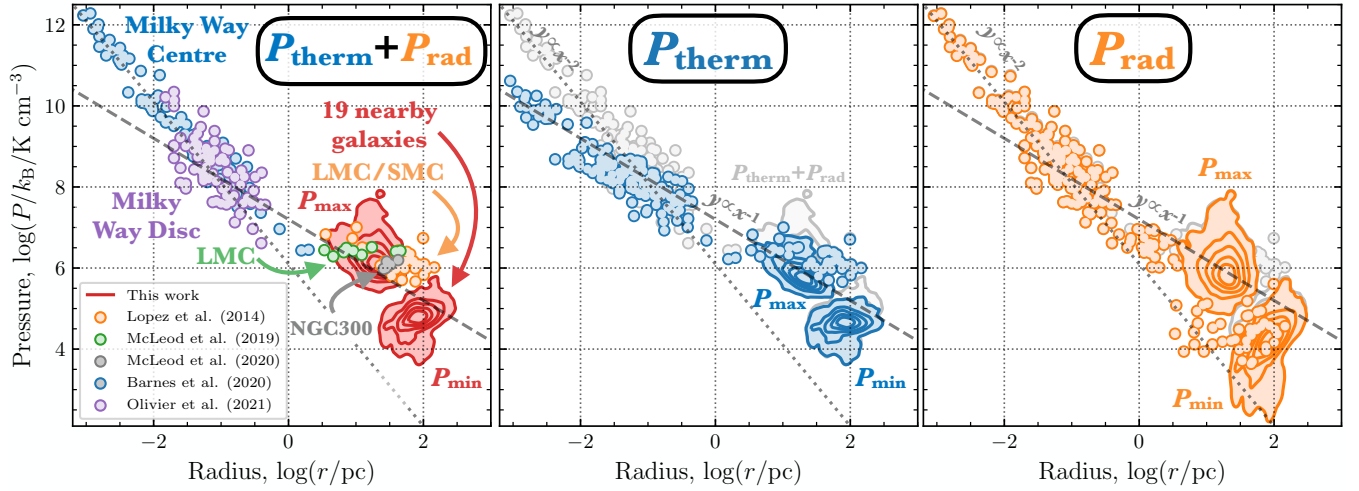 Pressure, log(P/k_B/K cm^−3)
12
10
8
6
4
Milky Way
Centre
P_therm+P_rad
19 nearby
galaxies
LMC/SMC
P_max
Milky
Way Disc
LMC
NGC300
P_min
This work
Lopez et al. (2014)
McLeod et al. (2019)
McLeod et al. (2020)
Barnes et al. (2020)
Olivier et al. (2021)
−2
0
2
Radius, log(r/pc)
y∝x^-2
P_therm
P_therm+P_rad
y∝x^-1
P_max
P_min
−2
0
2
Radius, log(r/pc)
y∝x^-2
P_rad
P_max
y∝x^-1
P_min
−2
0
2
Radius, log(r/pc)